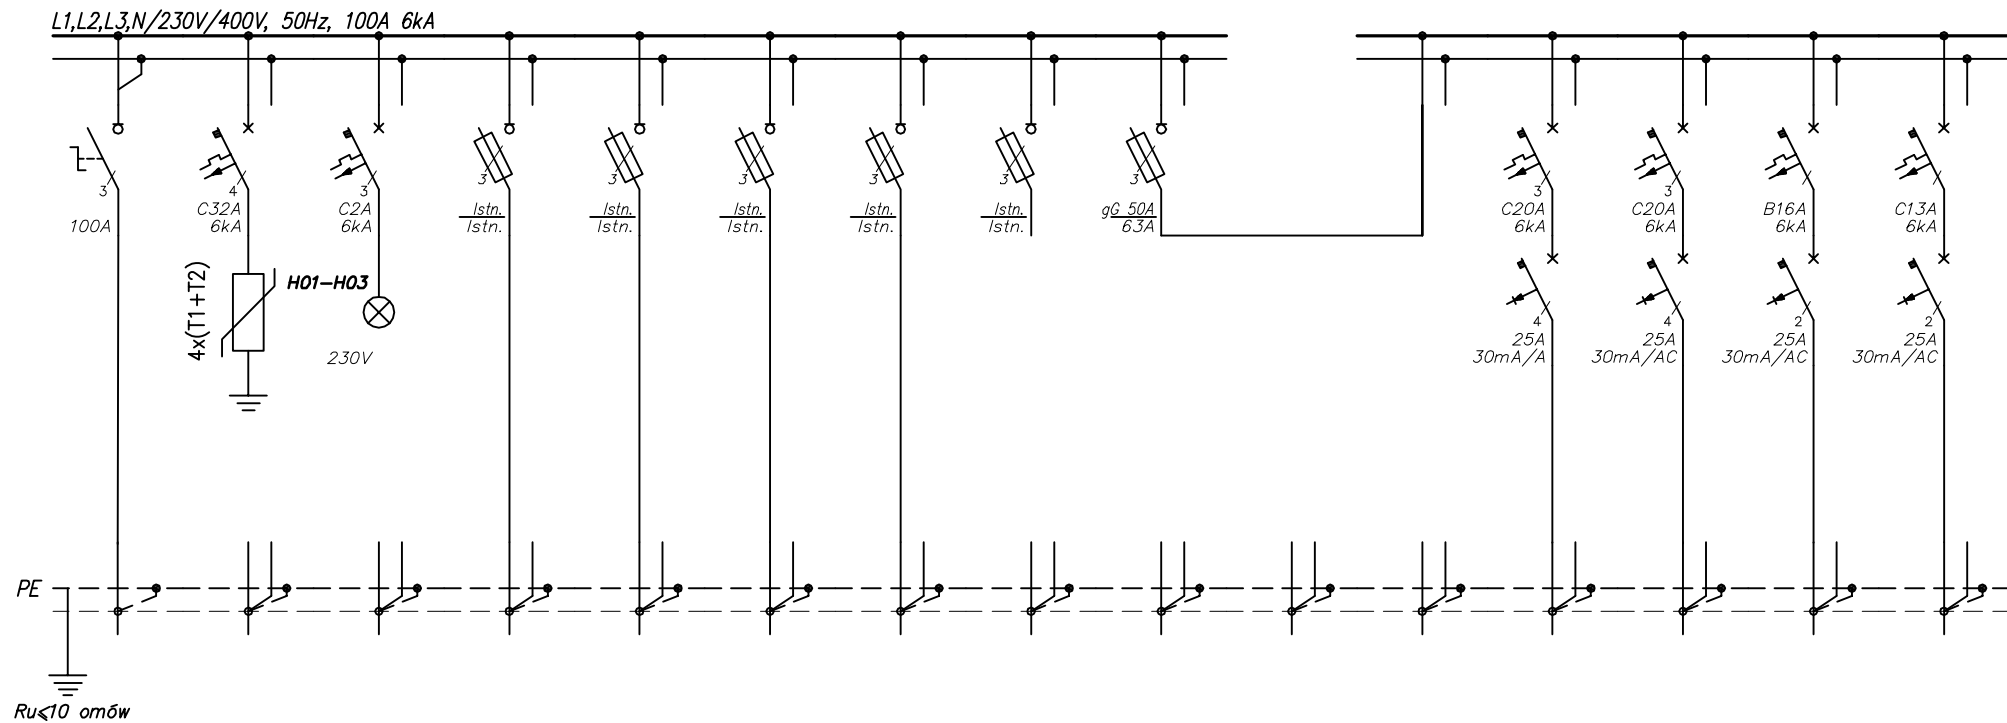 L1,L2,L3,N/230V/400V, 50Hz, 100A 6kA
3
100A
4
C32A
6kA
4x(T1+T2)
3
C2A
6kA
H01–H03
230V
3
Istn.
Istn.
3
Istn.
Istn.
3
Istn.
Istn.
3
Istn.
Istn.
3
Istn.
Istn.
3
gG 50A
63A
3
C20A
6kA
4
25A
30mA/A
3
C20A
6kA
4
25A
30mA/AC
B16A
6kA
2
25A
30mA/AC
C13A
6kA
2
25A
30mA/AC
PE
Ru⩽10 omów